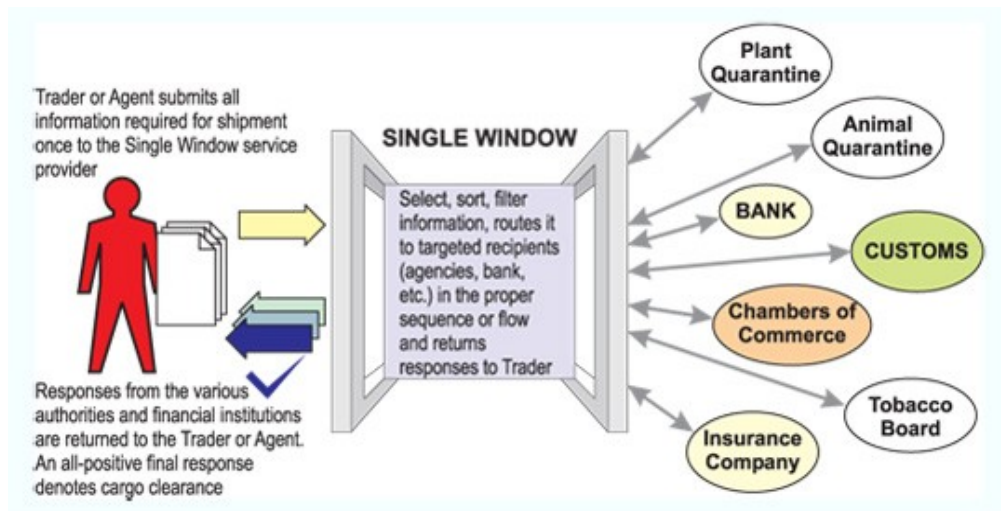 Trader or Agent submits all
information required for shipment
once to the Single Window service
provider
SINGLE WINDOW
Select, sort, filter
information, routes it
to targeted recipients
(agencies, bank,
etc.) in the proper
sequence or flow
and returns
responses to Trader
Responses from the various
authorities and financial institutions
are returned to the Trader or Agent.
An all-positive final response
denotes cargo clearance
Plant
Quarantine
Animal
Quarantine
BANK
CUSTOMS
Chambers of
Commerce
Tobacco
Board
Insurance
Company